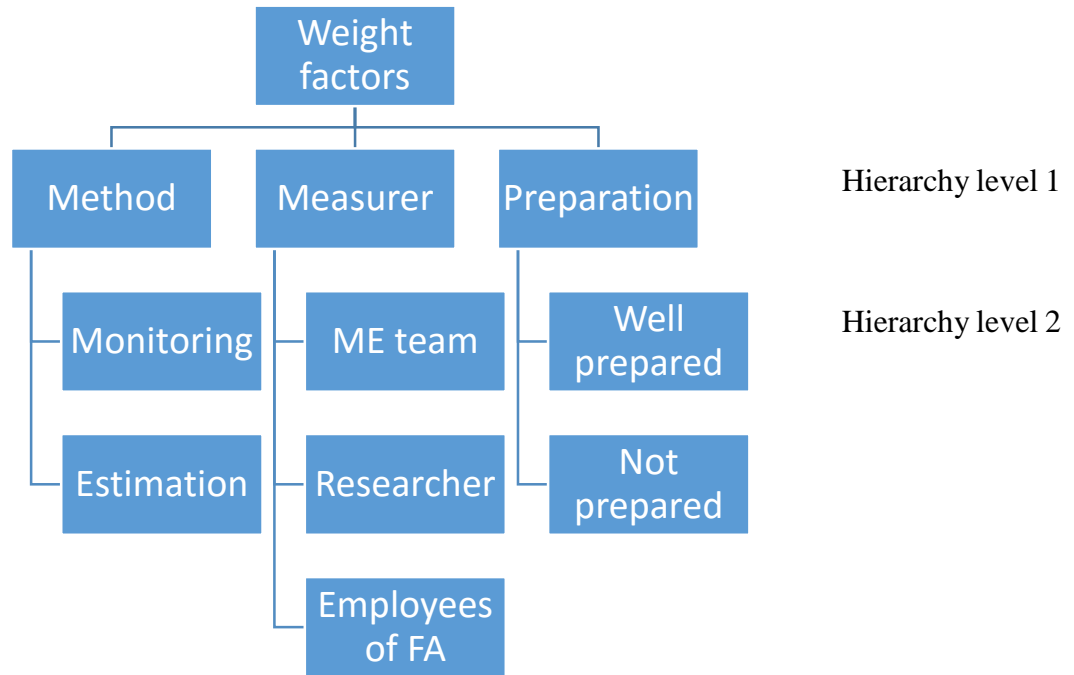 Weight
factors
Method
Measurer
Preparation
Hierarchy level 1
Monitoring
ME team
Well
prepared
Hierarchy level 2
Estimation
Researcher
Not
prepared
Employees
of FA